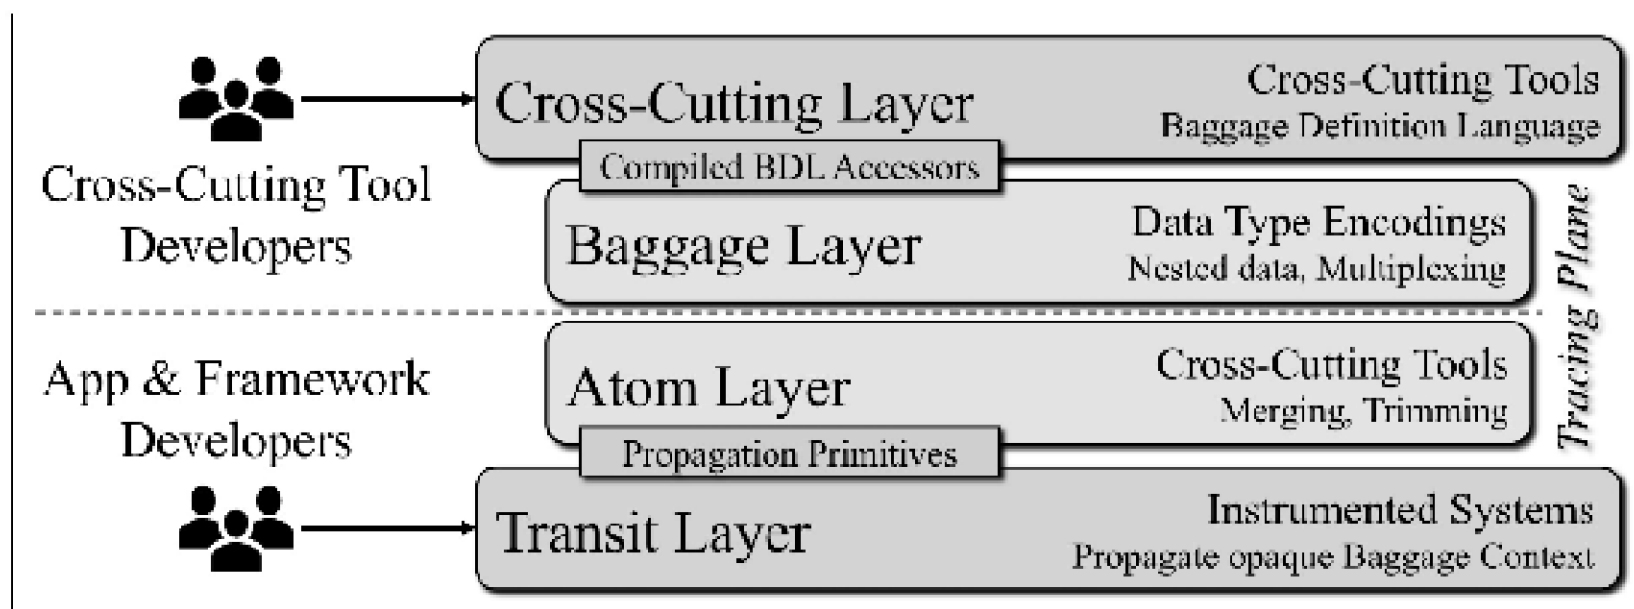 Cross-Cutting Layer
Cross-Cutting Tools
Baggage Definition Language
Compiled BDL Accessors
Cross-Cutting Tool
Developers
Baggage Layer
Data Type Encodings
Nested data, Multiplexing
Tracing Plane
App & Framework
Developers
Atom Layer
Cross-Cutting Tools
Merging, Trimming
Propagation Primitives
Transit Layer
Instrumented Systems
Propagate opaque Baggage Context